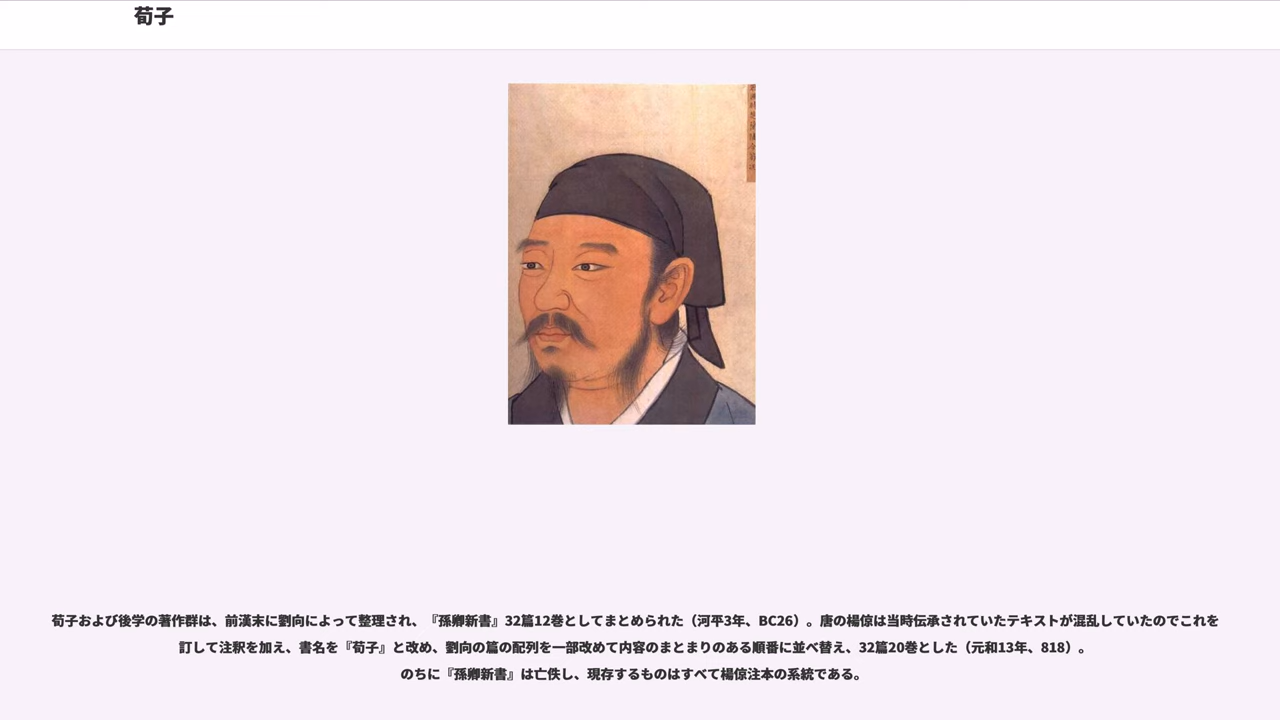 荀子
荀子および後学の著作群は、前漢末に劉向によって整理され、『孫卿新書』32篇12巻としてまとめられた（河平3年、BC26）。唐の楊倞は当時伝承されていたテキストが混乱していたのでこれを
訂して注釈を加え、書名を『荀子』と改め、劉向の篇の配列を一部改めて内容のまとまりのある順番に並べ替え、32篇20巻とした（元和13年、818）。
のちに『孫卿新書』は亡佚し、現存するものはすべて楊倞注本の系統である。